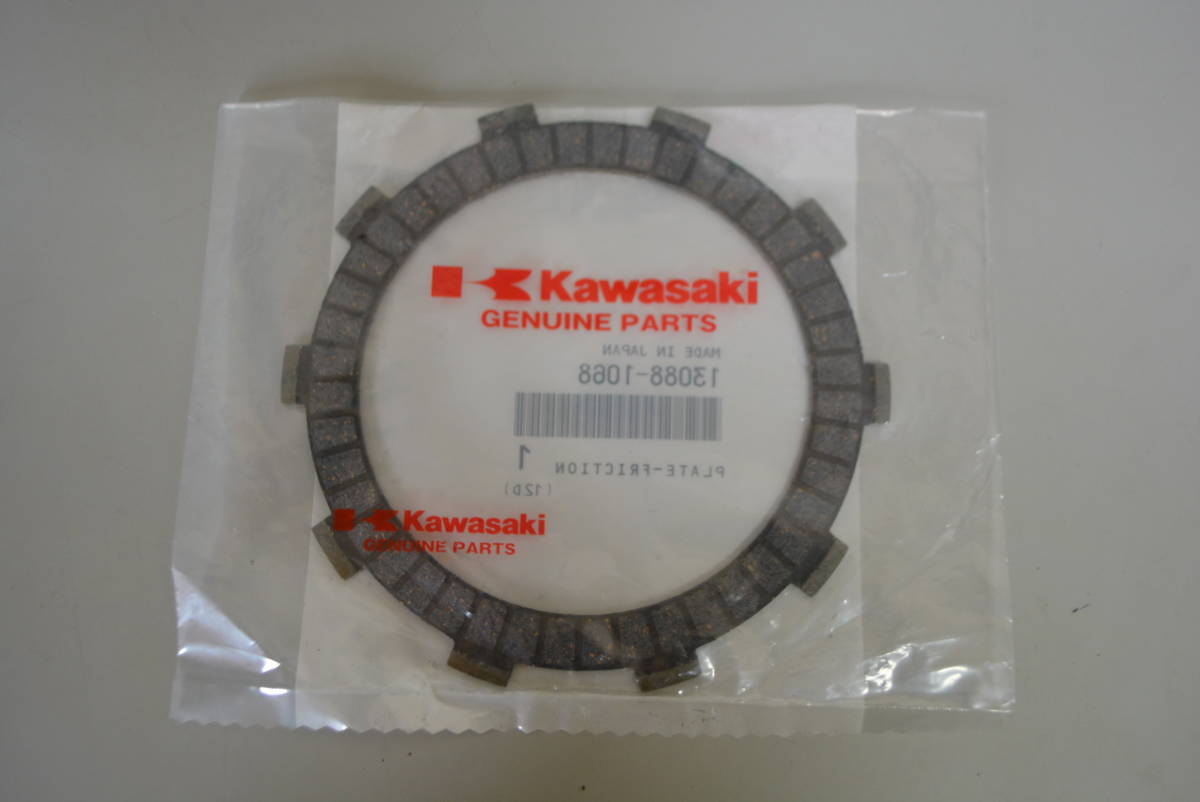 Kawasaki
GENUINE PARTS
MADE IN JAPAN
13088-1068
PLATE-FRICTION 1
(12D)
Kawasaki
GENUINE PARTS